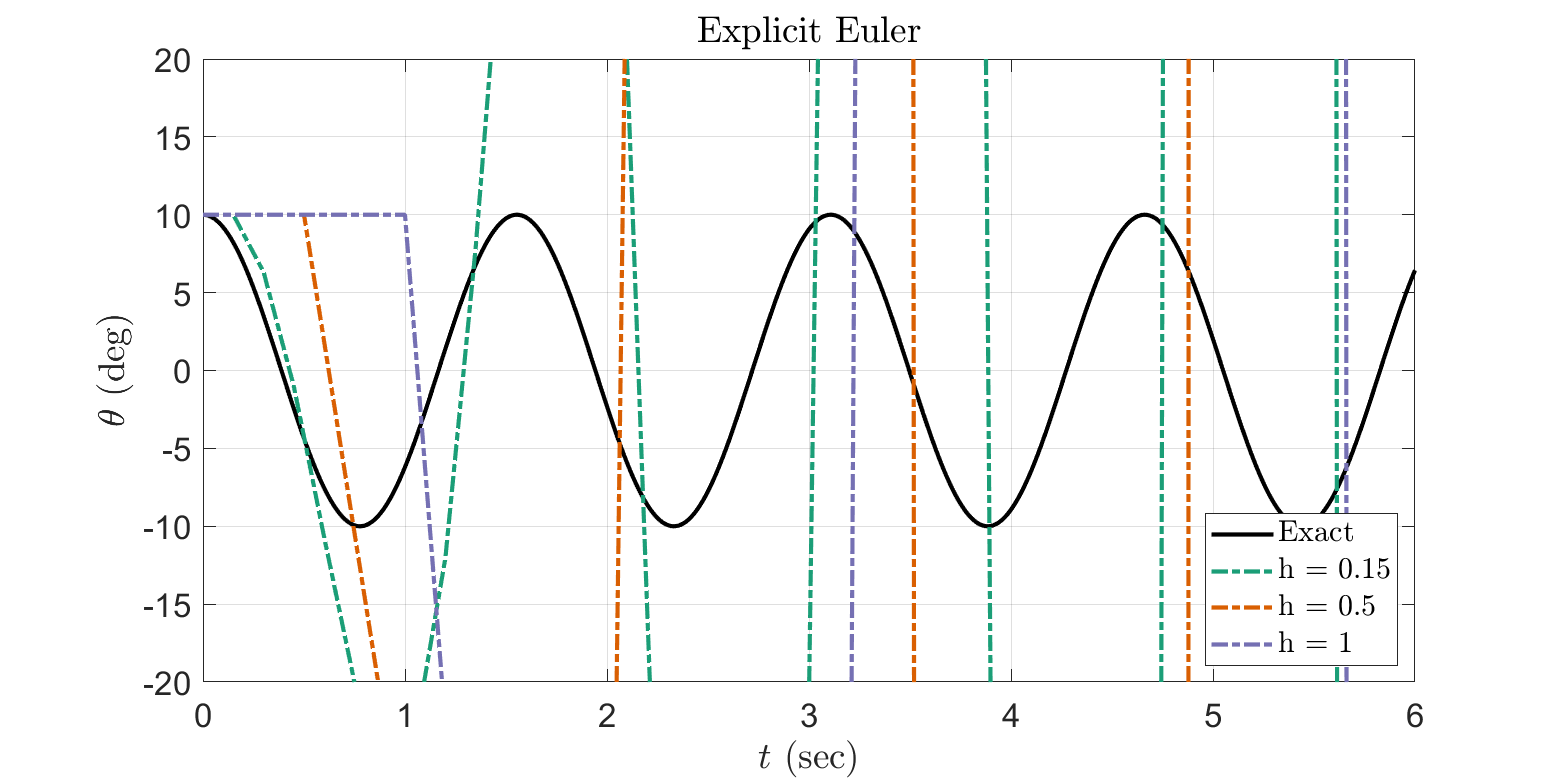 Explicit Euler
20
15
10
5
0
-5
-10
-15
-20
θ (deg)
0 1 2 3 4 5 6
t (sec)
Exact
h = 0.15
h = 0.5
h = 1